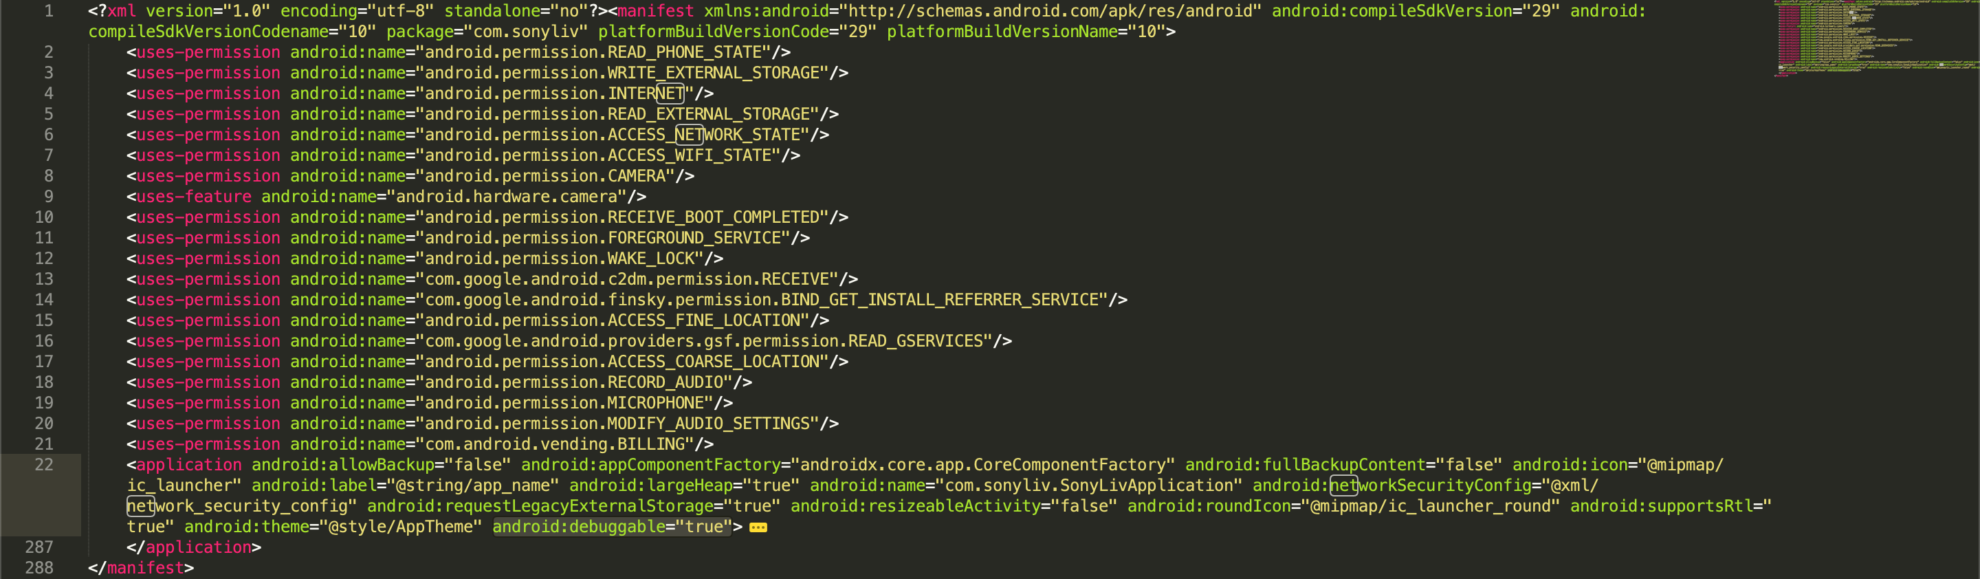 1 <?xml version="1.0" encoding="utf-8" standalone="no"?><manifest xmlns:android="http://schemas.android.com/apk/res/android" android:compileSdkVersion="29" android:
compileSdkVersionCodename="10" package="com.sonyliv" platformBuildVersionCode="29" platformBuildVersionName="10">
2 <uses-permission android:name="android.permission.READ_PHONE_STATE"/>
3 <uses-permission android:name="android.permission.WRITE_EXTERNAL_STORAGE"/>
4 <uses-permission android:name="android.permission.INTERNET"/>
5 <uses-permission android:name="android.permission.READ_EXTERNAL_STORAGE"/>
6 <uses-permission android:name="android.permission.ACCESS_NETWORK_STATE"/>
7 <uses-permission android:name="android.permission.ACCESS_WIFI_STATE"/>
8 <uses-permission android:name="android.permission.CAMERA"/>
9 <uses-feature android:name="android.hardware.camera"/>
10 <uses-permission android:name="android.permission.RECEIVE_BOOT_COMPLETED"/>
11 <uses-permission android:name="android.permission.FOREGROUND_SERVICE"/>
12 <uses-permission android:name="android.permission.WAKE_LOCK"/>
13 <uses-permission android:name="com.google.android.c2dm.permission.RECEIVE"/>
14 <uses-permission android:name="com.google.android.finsky.permission.BIND_GET_INSTALL_REFERRER_SERVICE"/>
15 <uses-permission android:name="android.permission.ACCESS_FINE_LOCATION"/>
16 <uses-permission android:name="com.google.android.providers.gsf.permission.READ_GSERVICES"/>
17 <uses-permission android:name="android.permission.ACCESS_COARSE_LOCATION"/>
18 <uses-permission android:name="android.permission.RECORD_AUDIO"/>
19 <uses-permission android:name="android.permission.MICROPHONE"/>
20 <uses-permission android:name="android.permission.MODIFY_AUDIO_SETTINGS"/>
21 <uses-permission android:name="com.android.vending.BILLING"/>
22 <application android:allowBackup="false" android:appComponentFactory="androidx.core.app.CoreComponentFactory" android:fullBackupContent="false" android:icon="@mipmap/
ic_launcher" android:label="@string/app_name" android:largeHeap="true" android:name="com.sonyliv.SonyLivApplication" android:networkSecurityConfig="@xml/
network_security_config" android:requestLegacyExternalStorage="true" android:resizeableActivity="false" android:roundIcon="@mipmap/ic_launcher_round" android:supportsRtl="
true" android:theme="@style/AppTheme" android:debuggable="true">
287 </application>
288 </manifest>